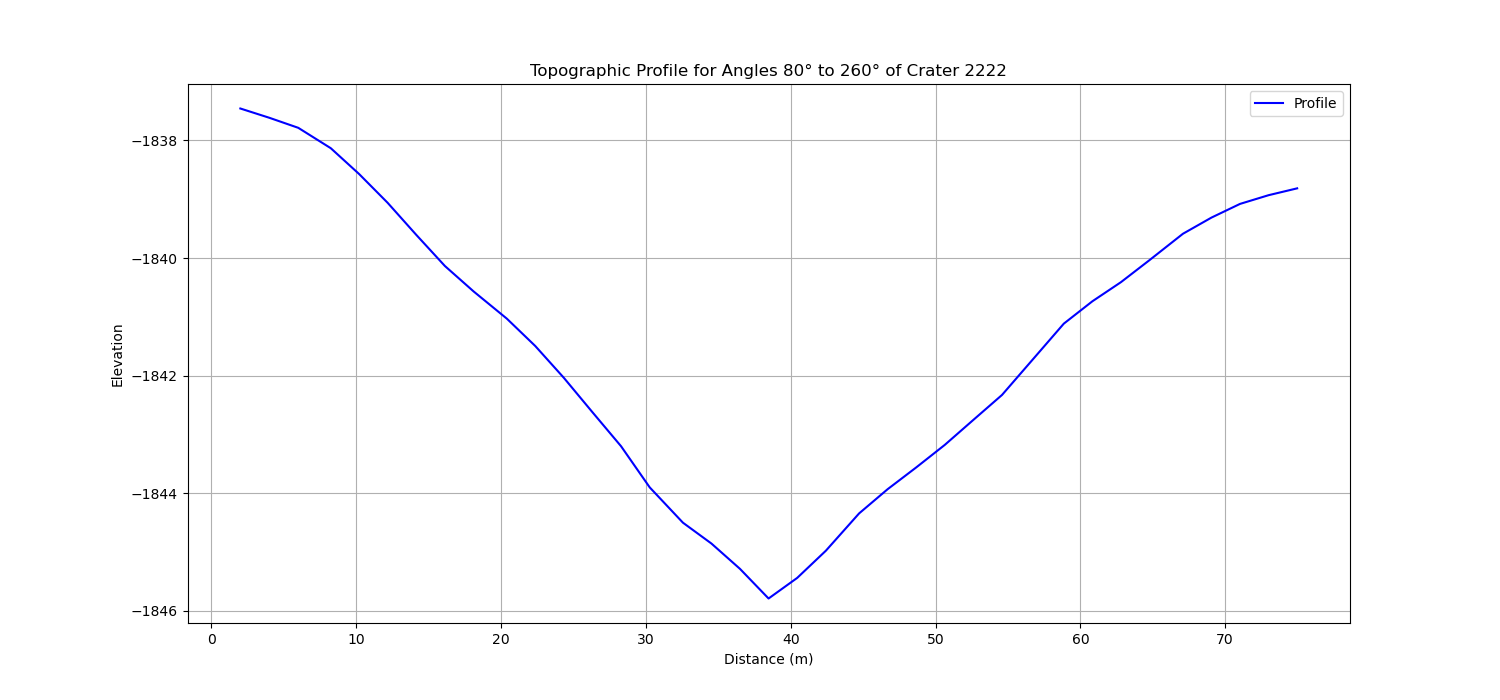 Topographic Profile for Angles 80° to 260° of Crater 2222
Profile
−1838
−1840
−1842
−1844
−1846
Elevation
0 10 20 30 40 50 60 70
Distance (m)